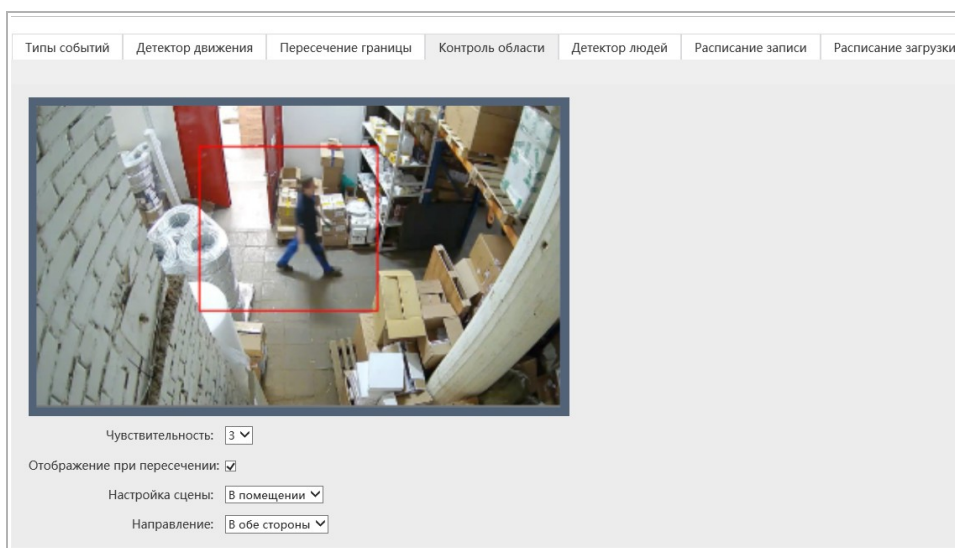 Типы событий Детектор движения Пересечение границы Контроль области Детектор людей Расписание записи Расписание загрузки
Чувствительность: 3
Отображение при пересечении:
Настройка сцены: В помещении
Направление: В обе стороны